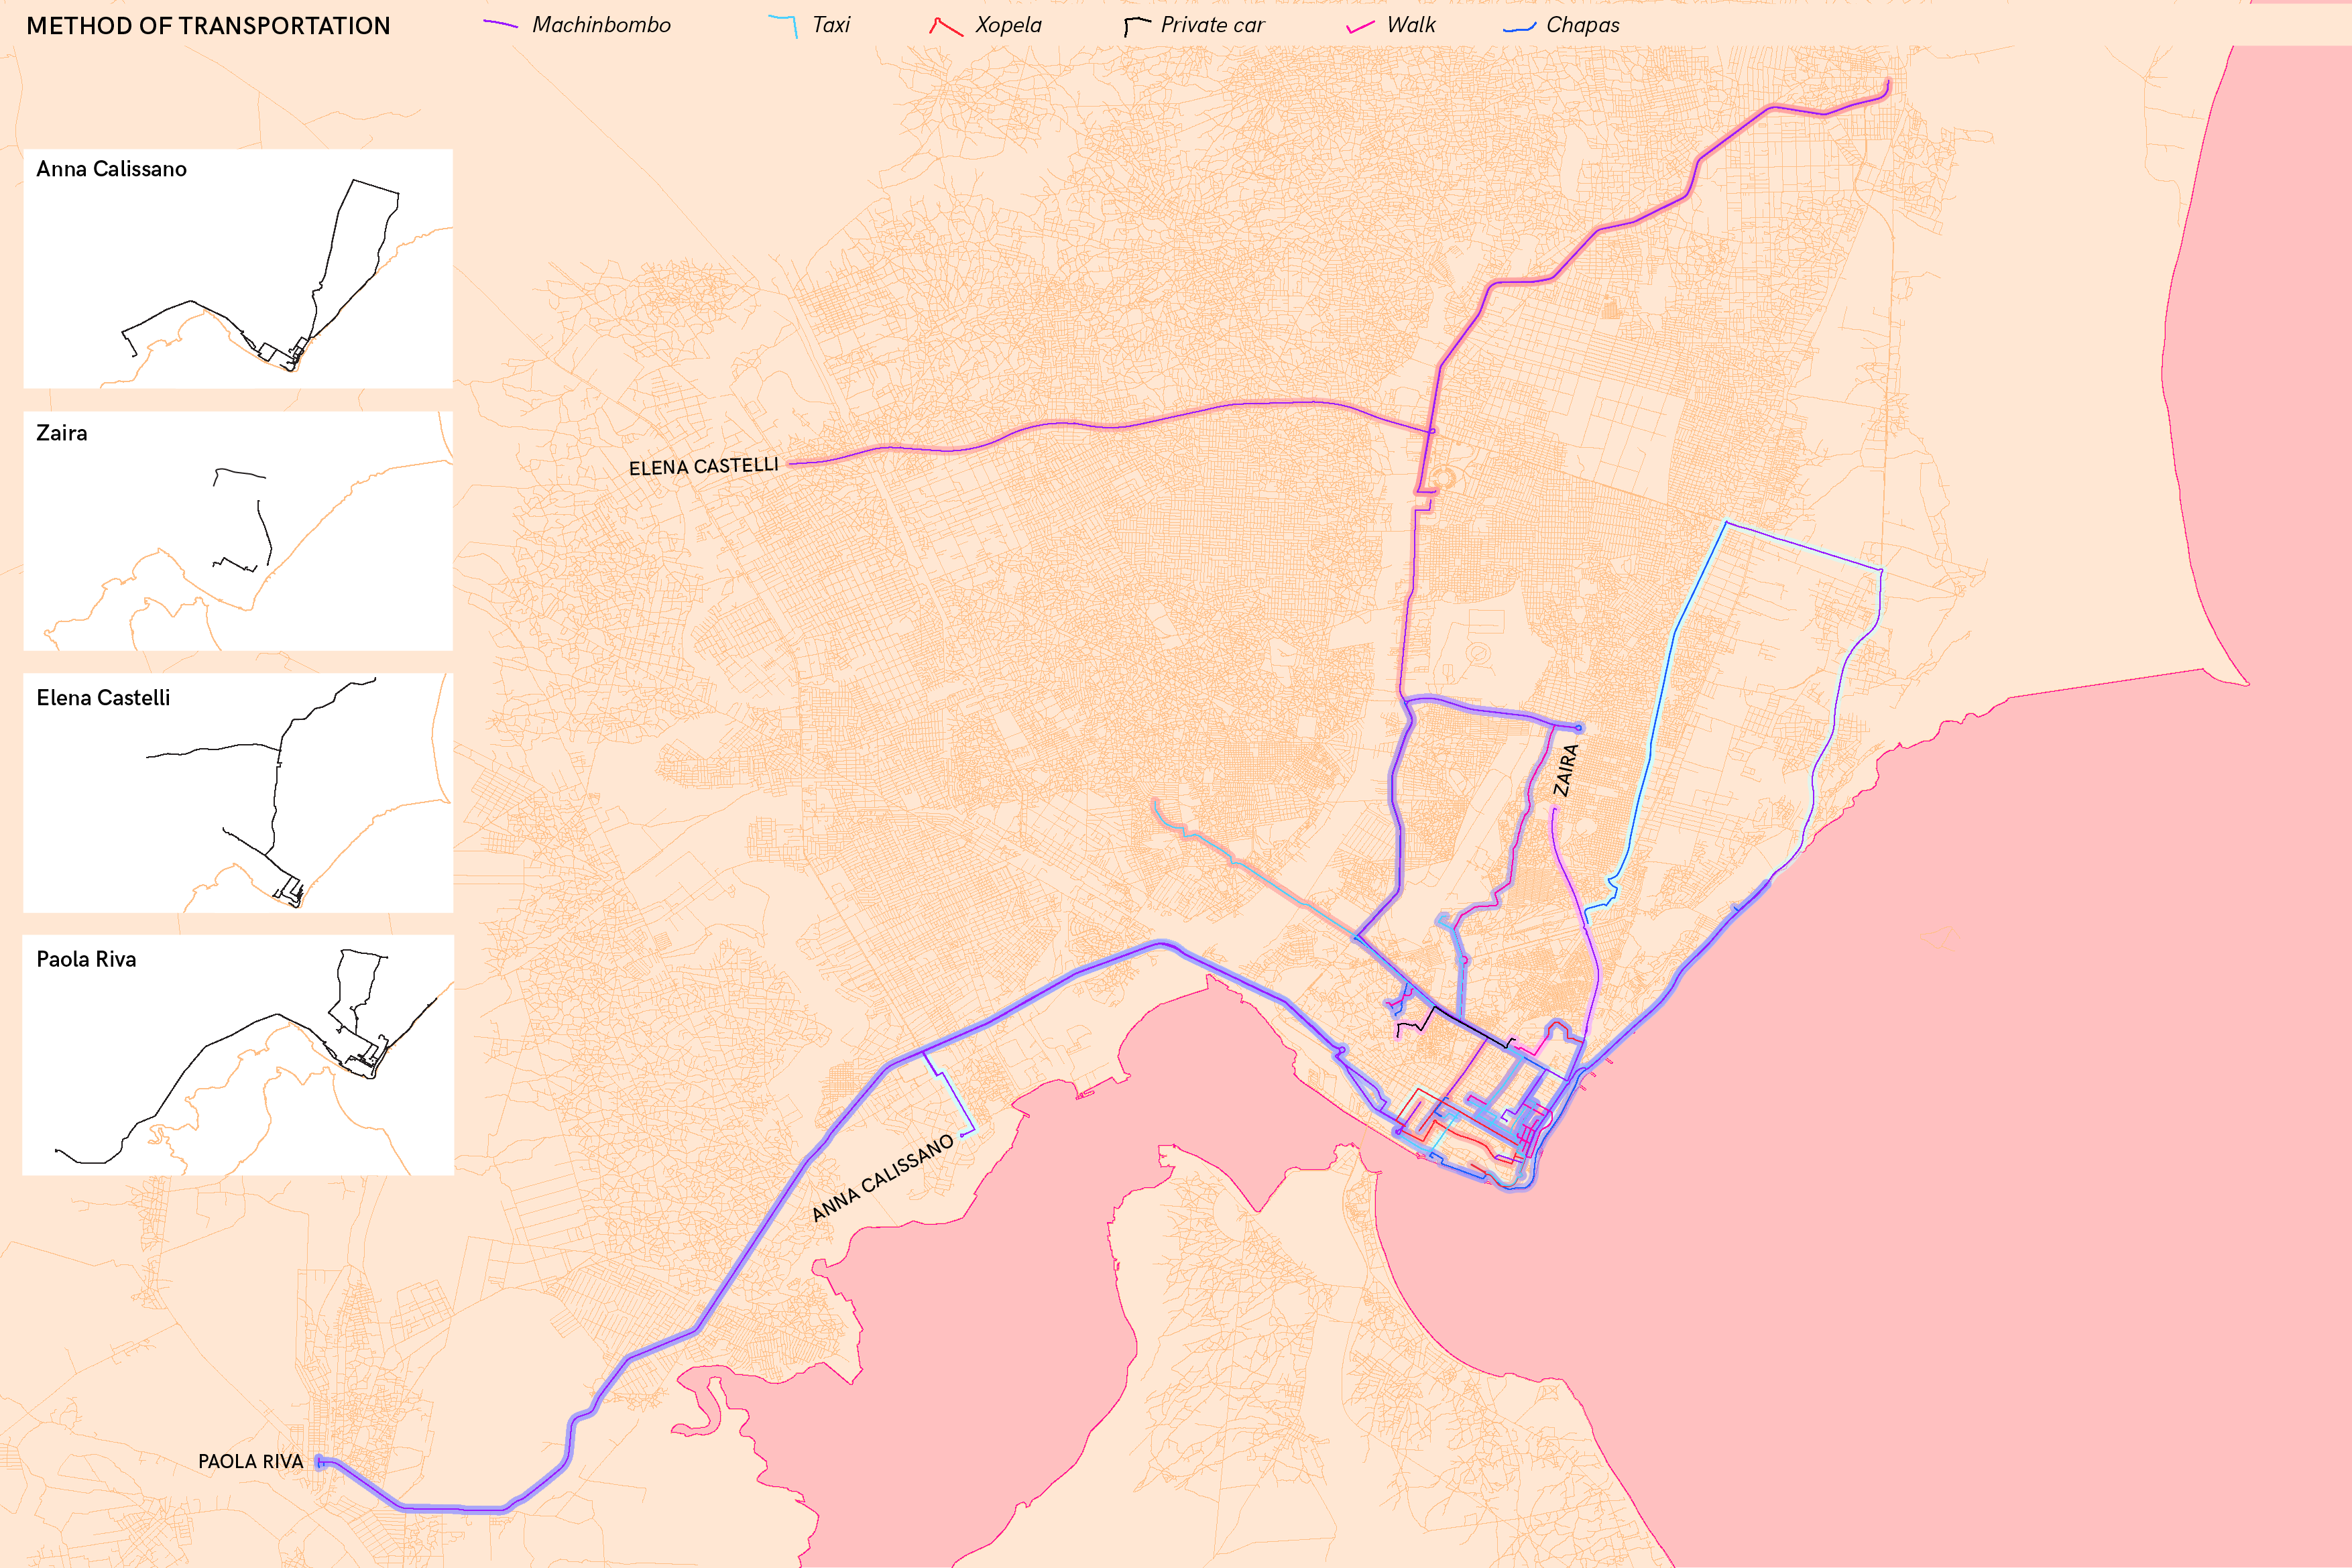 METHOD OF TRANSPORTATION
Machinbombo
Taxi
Xopela
Private car
Walk
Chapas
Anna Calissano
Zaira
Elena Castelli
Paola Riva
ELENA CASTELLI
ZAIRA
ANNA CALISSANO
PAOLA RIVA